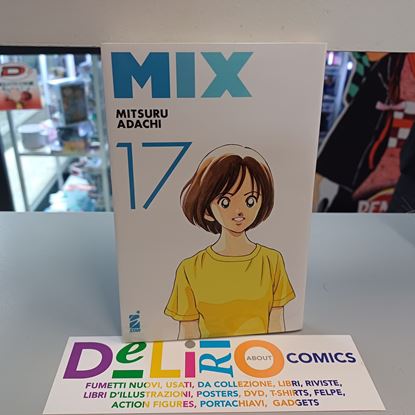 MIX
MITSURU
ADACHI
17
STAR
DeLiRiO ABOUT COMICS
FUMETTI NUOVI, USATI, DA COLLEZIONE, LIBRI, RIVISTE,
LIBRI D'ILLUSTRAZIONI, POSTERS, DVD, T-SHIRTS, FELPE,
ACTION FIGURES, PORTACHIAVI, GADGETS